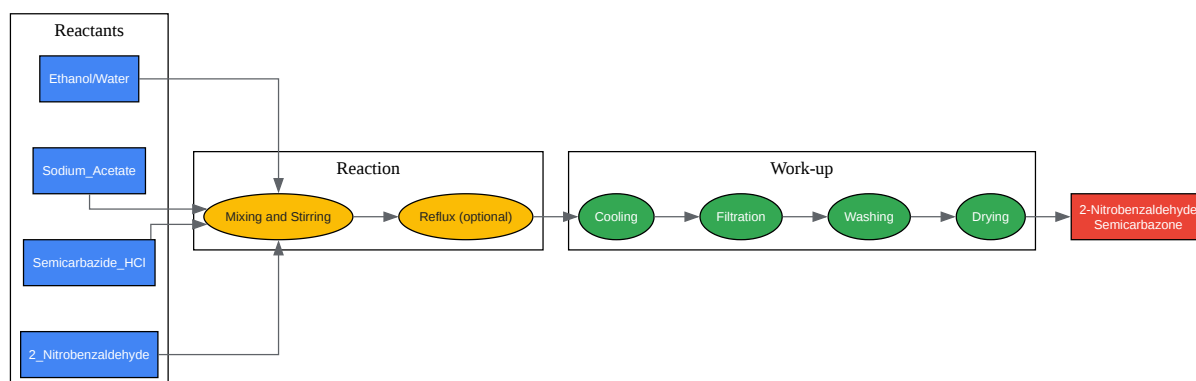 Reactants
Ethanol/Water
Sodium_Acetate
Semicarbazide_HCl
2_Nitrobenzaldehyde
Reaction
Mixing and Stirring
Reflux (optional)
Work-up
Cooling
Filtration
Washing
Drying
2-Nitrobenzaldehyde
Semicarbazone